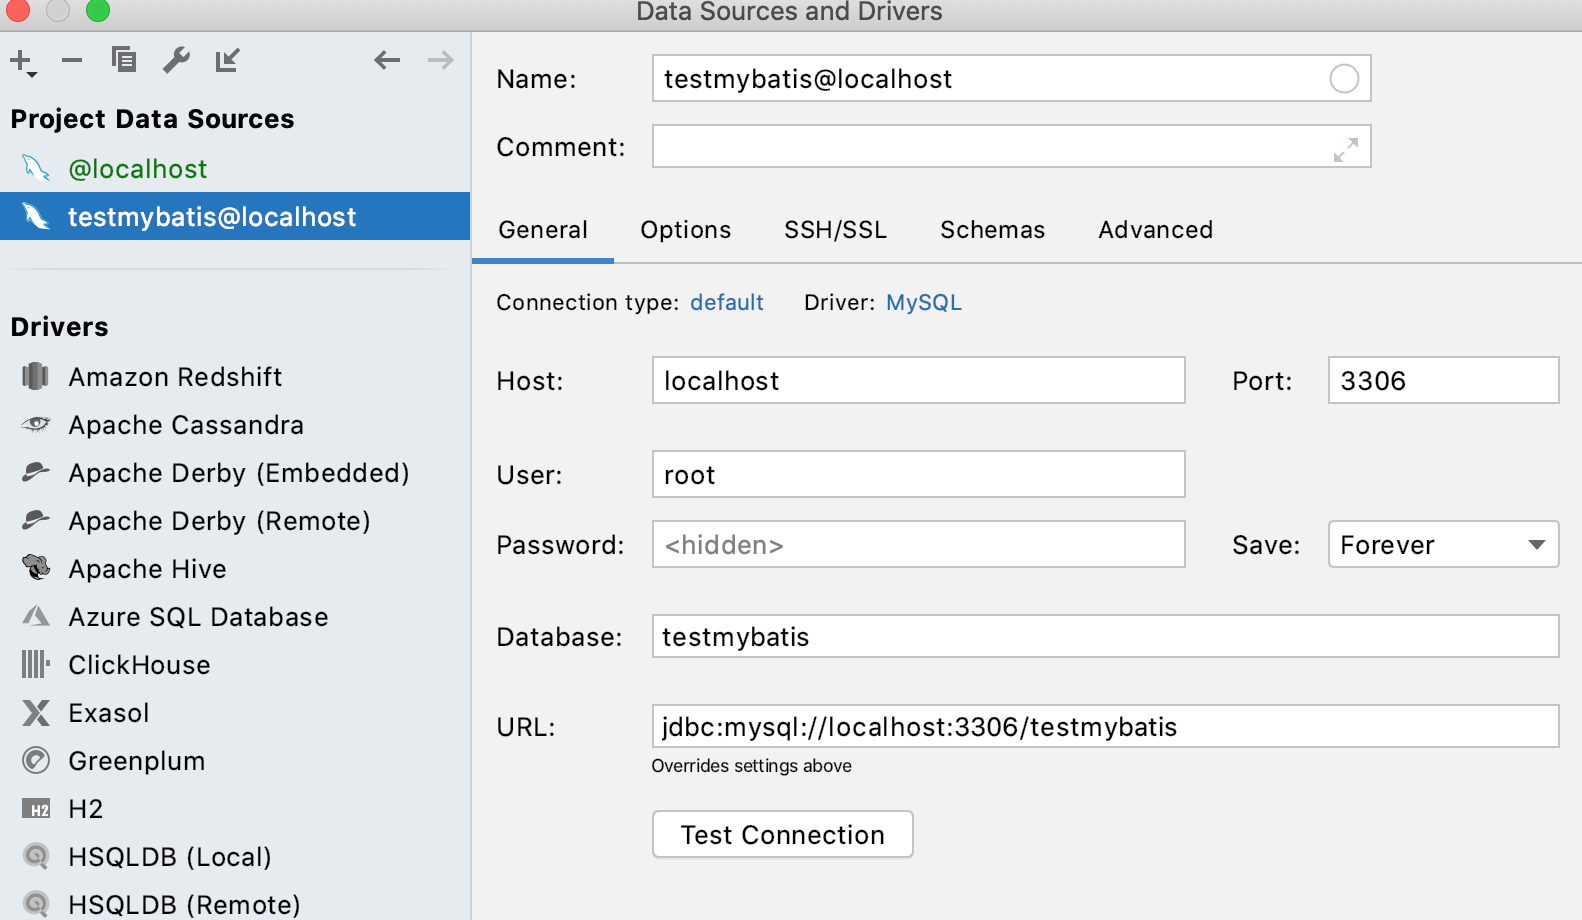 Data Sources and Drivers
Project Data Sources
@localhost
testmybatis@localhost
Drivers
Amazon Redshift
Apache Cassandra
Apache Derby (Embedded)
Apache Derby (Remote)
Apache Hive
Azure SQL Database
ClickHouse
Exasol
Greenplum
H2 H2
HSQLDB (Local)
HSQLDB (Remote)
Name: testmybatis@localhost
Comment:
General Options SSH/SSL Schemas Advanced
Connection type: default Driver: MySQL
Host: localhost Port: 3306
User: root
Password: <hidden> Save: Forever
Database: testmybatis
URL: jdbc:mysql://localhost:3306/testmybatis
Overrides settings above
Test Connection